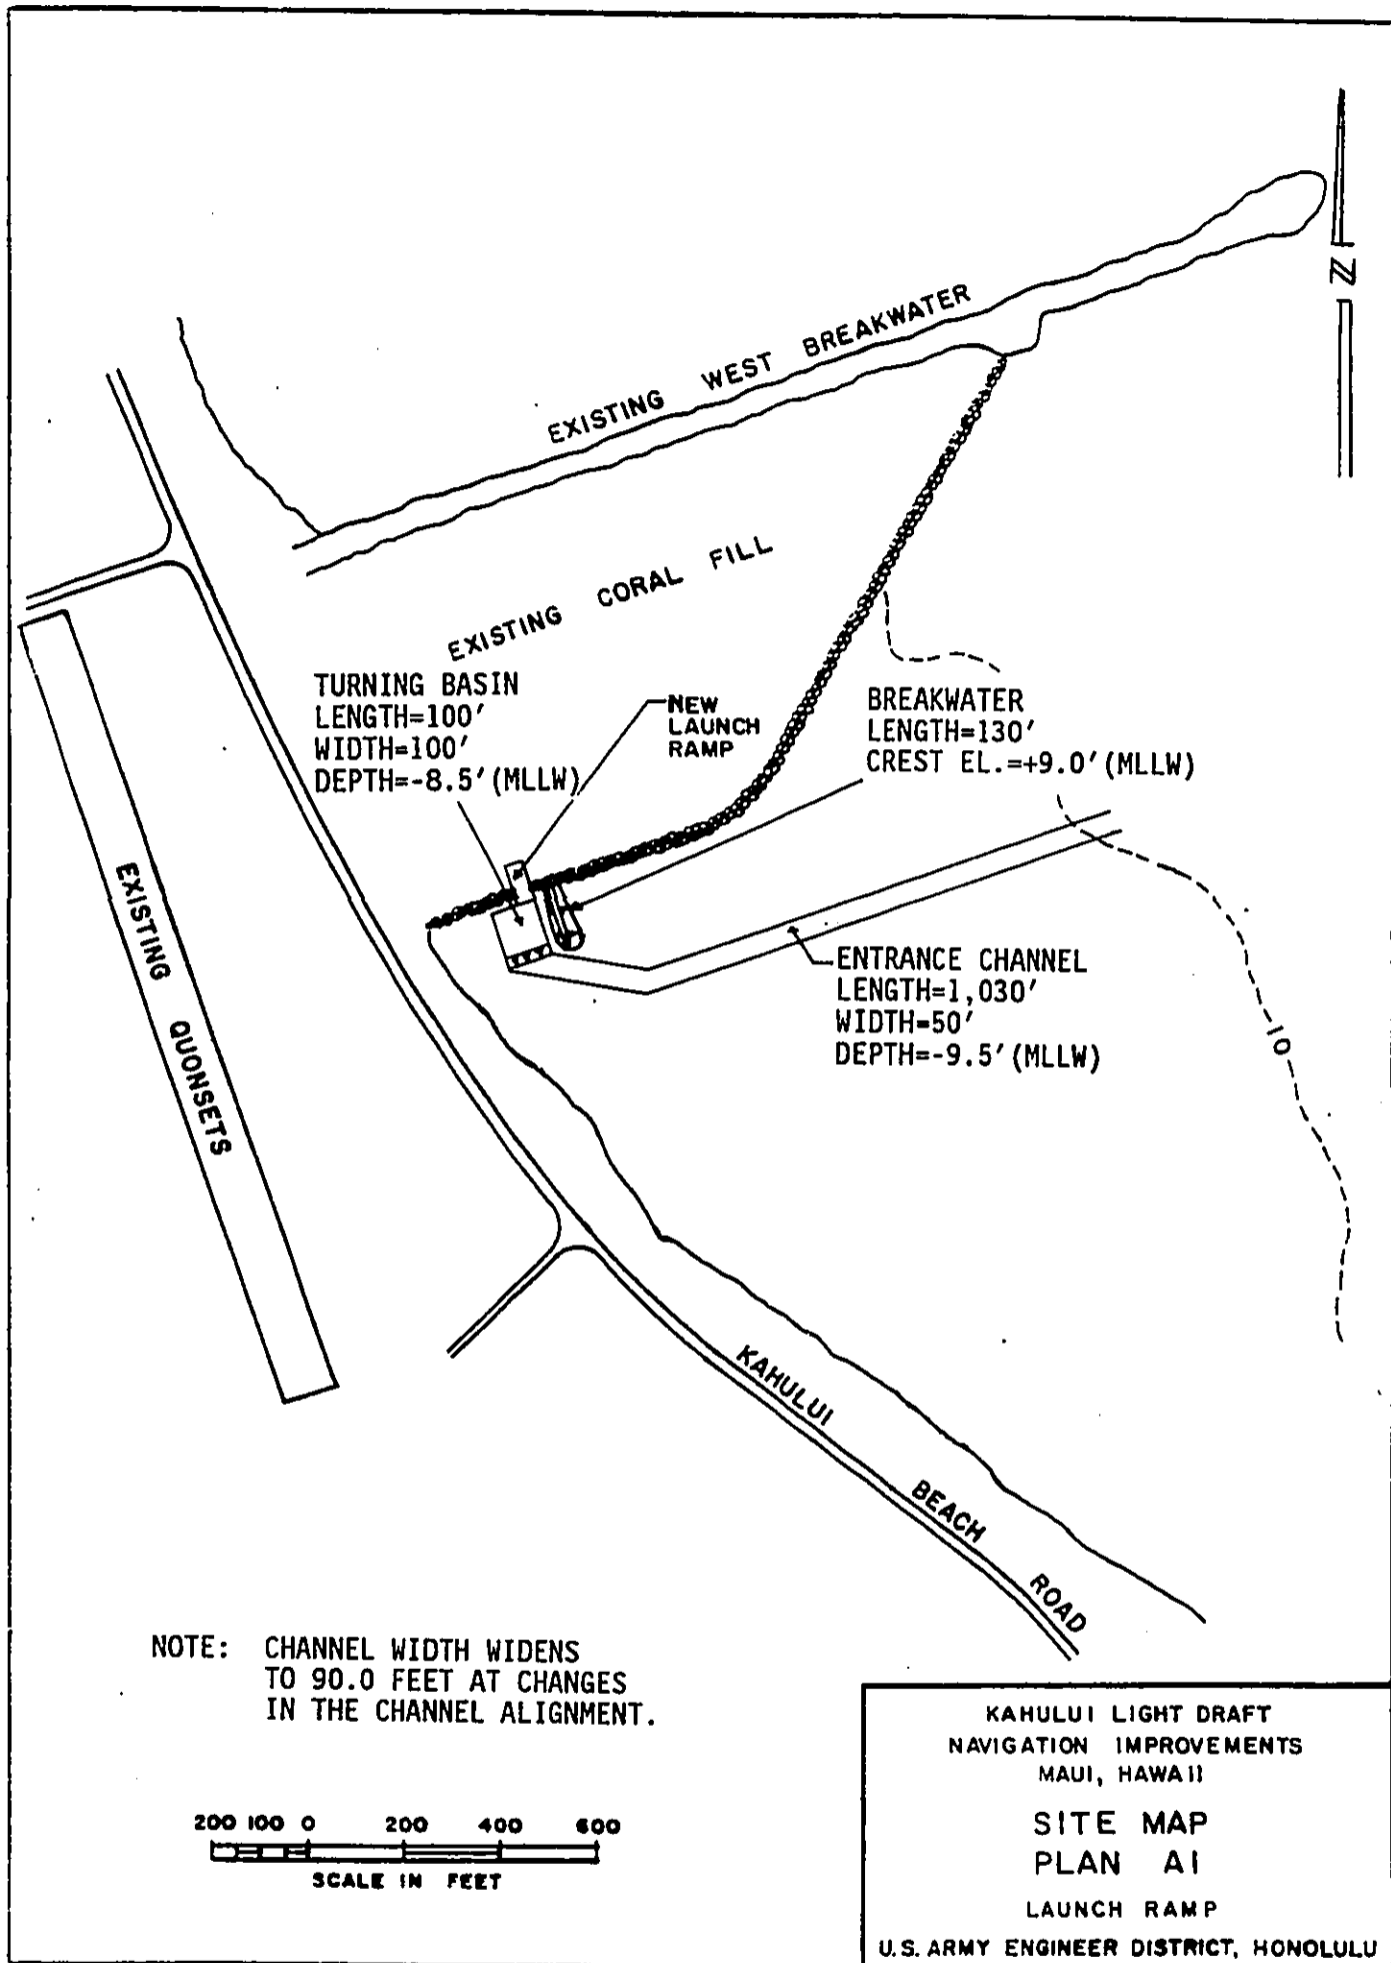 N
EXISTING WEST BREAKWATER
EXISTING CORAL FILL
TURNING BASIN
LENGTH=100'
WIDTH=100'
DEPTH=-8.5' (MLLW)
NEW
LAUNCH
RAMP
BREAKWATER
LENGTH=130'
CREST EL.=+9.0' (MLLW)
EXISTING QUONSETS
ENTRANCE CHANNEL
LENGTH=1,030'
WIDTH=50'
DEPTH=-9.5' (MLLW)
10
KAHULUI BEACH ROAD
NOTE: CHANNEL WIDTH WIDENS
TO 90.0 FEET AT CHANGES
IN THE CHANNEL ALIGNMENT.
200 100 0 200 400 600
SCALE IN FEET
KAHULUI LIGHT DRAFT
NAVIGATION IMPROVEMENTS
MAUI, HAWAII
SITE MAP
PLAN A1
LAUNCH RAMP
U.S. ARMY ENGINEER DISTRICT, HONOLULU